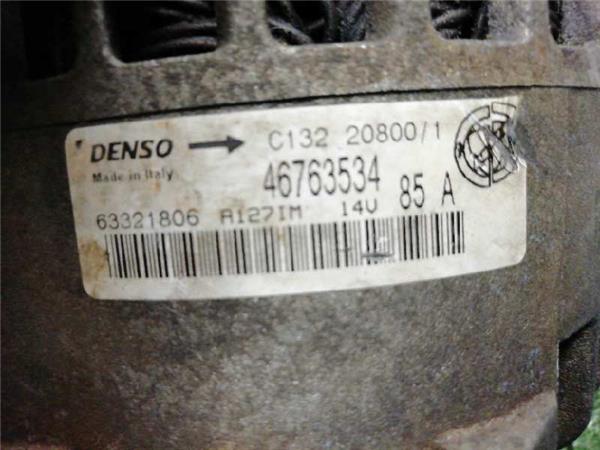 DENSO → C132 20800/1
Made in Italy
46763534
63321806 A127IM 14V 85 A